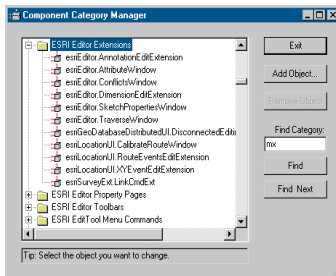 Component Category Manager
ESRI Editor Extensions
esriEditor.AnnotationEditExtension
esriEditor.AttributeWindow
esriEditor.ConflictsWindow
esriEditor.DimensionEditExtension
esriEditor.SketchPropertiesWindow
esriEditor.TraverseWindow
esriGeoDatabaseDistributedUI.DisconnectedEditi
esriLocationUI.CalibrateRouteWindow
esriLocationUI.RouteEventsEditExtension
esriLocationUI.XYEventEditExtension
esriSurveyExt.LinkCmdExt
ESRI Editor Property Pages
ESRI Editor Toolbars
ESRI EditTool Menu Commands
Exit
Add Object...
Remove Object
Find Category:
mx
Find
Find Next
Tip: Select the object you want to change.